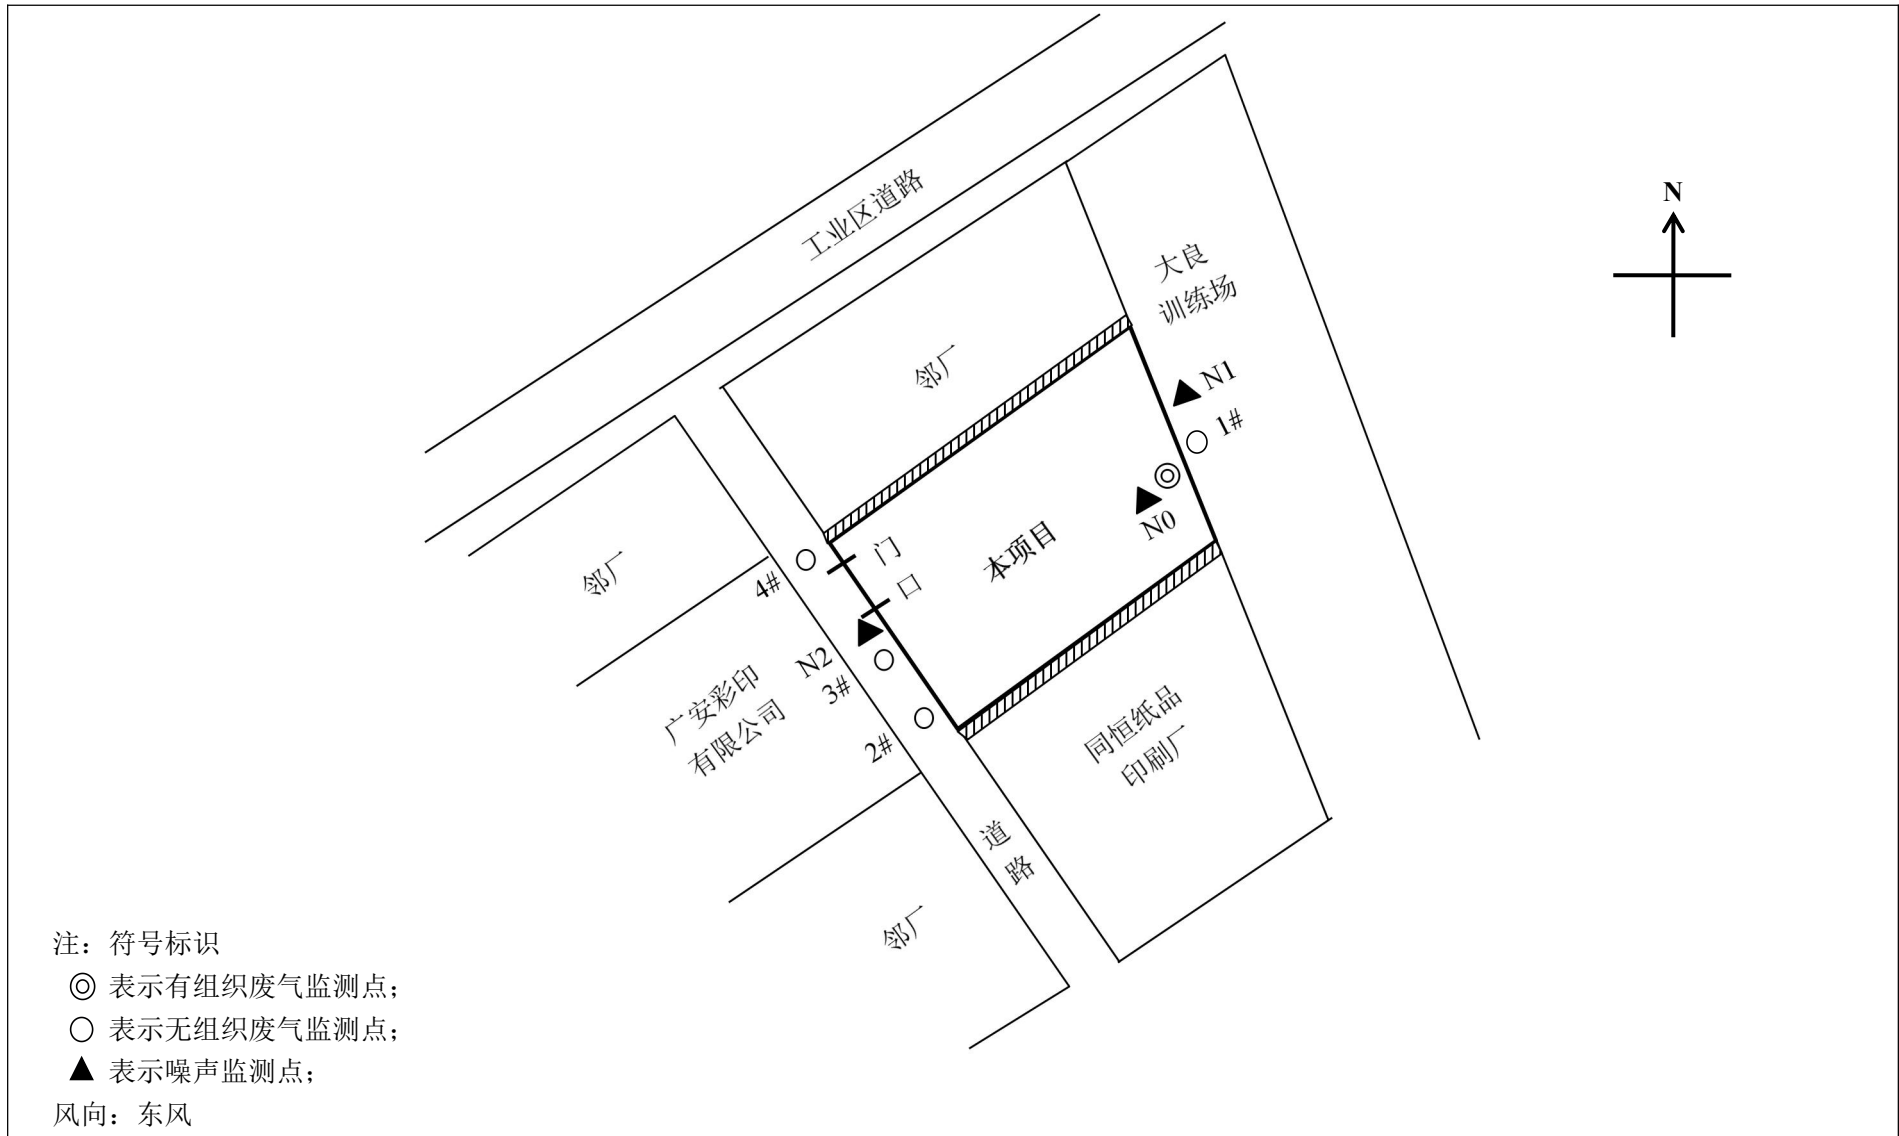 N
工业区道路
大良
训练场
邻厂
N1
1#
N0
本项目
门
口
4#
邻厂
N2
3#
2#
广安彩印
有限公司
同恒纸品
印刷厂
道
路
邻厂
注：符号标识
◎ 表示有组织废气监测点；
○ 表示无组织废气监测点；
▲ 表示噪声监测点；
风向：东风